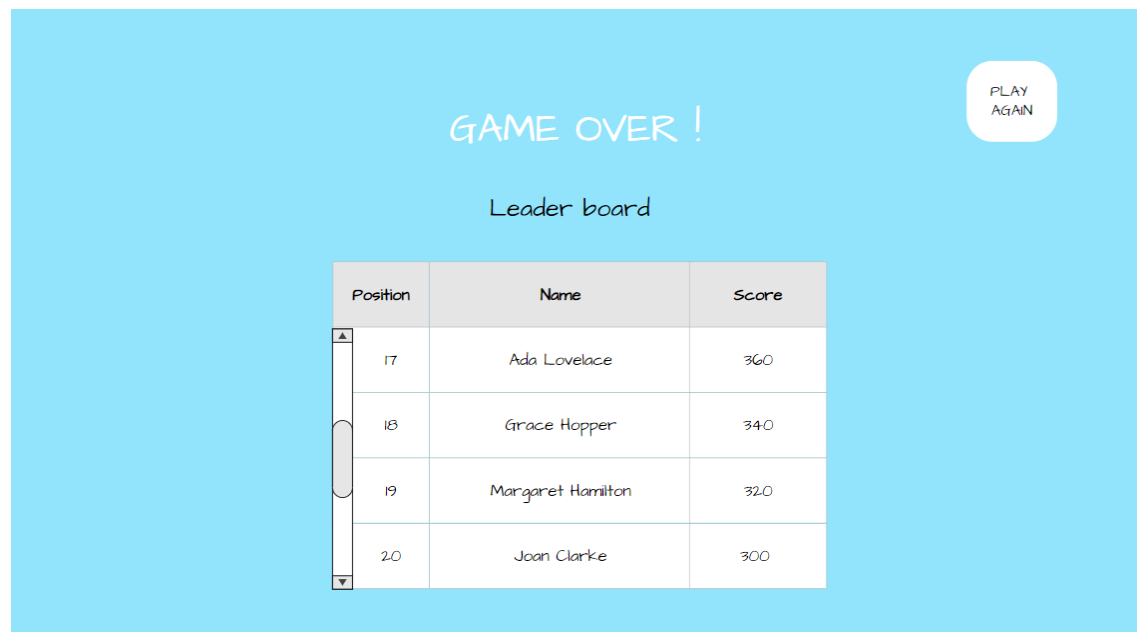 PLAY
AGAIN
GAME OVER !
Leader board
Position Name Score
17 Ada Lovelace 360
18 Grace Hopper 340
19 Margaret Hamilton 320
20 Joan Clarke 300